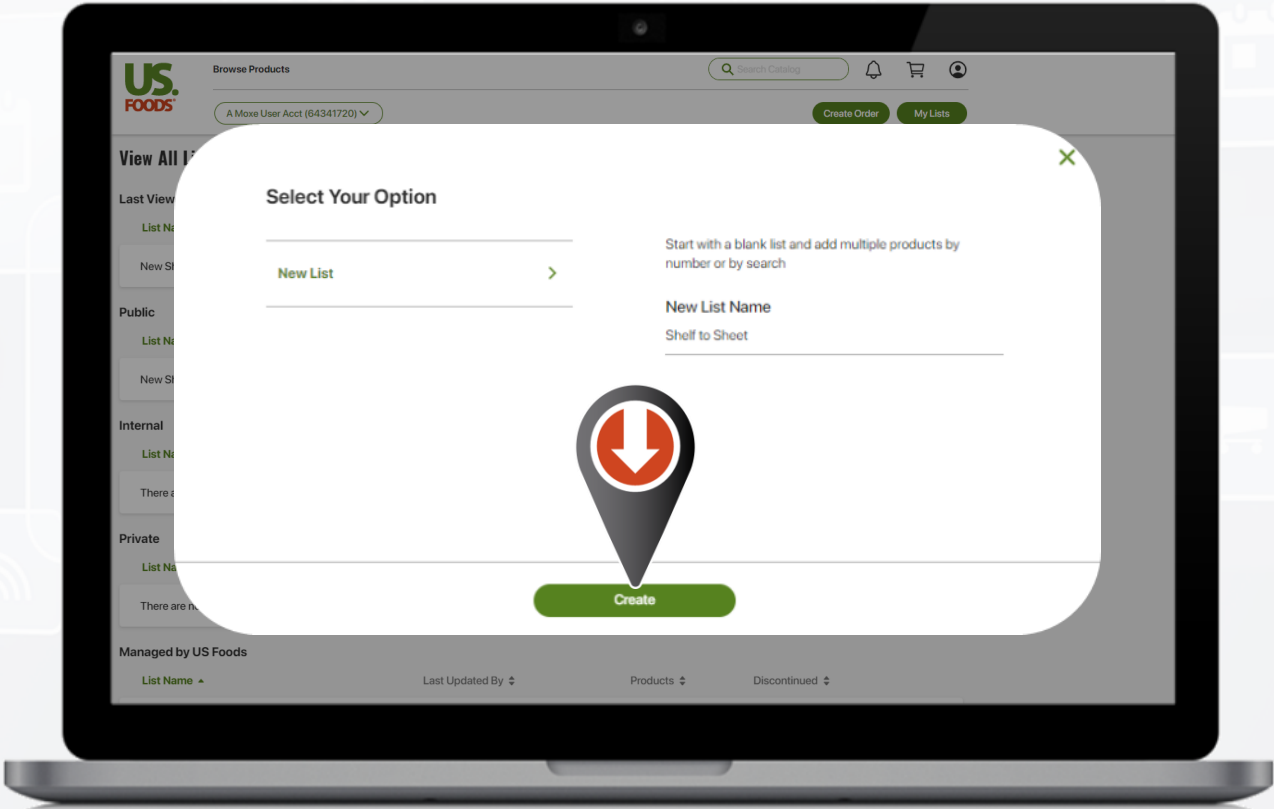 US.
FOODS
Browse Products
Search Catalog
A Moxe User Acct (64341720)
Create Order
My Lists
View All
Last View
List Na
New Sh
Public
List Na
New Sh
Internal
List Na
There a
Private
List Na
There are n
Select Your Option
New List
Start with a blank list and add multiple products by
number or by search
New List Name
Shelf to Sheet
Create
Managed by US Foods
List Name
Last Updated By
Products
Discontinued